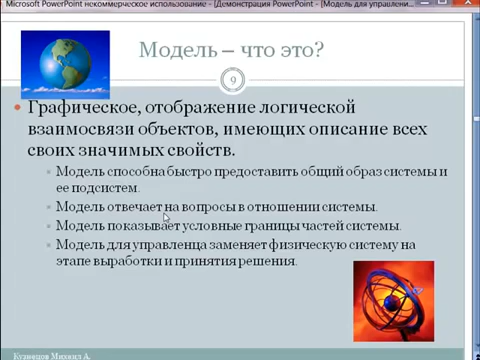 Microsoft PowerPoint некоммерческое использование - [Демонстрация PowerPoint - [Модель для управлени...
Модель – что это?
9
Графическое, отображение логической
взаимосвязи объектов, имеющих описание всех
своих значимых свойств.
Модель способна быстро предоставить общий образ системы и
ее подсистем.
Модель отвечает на вопросы в отношении системы.
Модель показывает условные границы частей системы.
Модель для управленца заменяет физическую систему на
этапе выработки и принятия решения.
Кузнецов Михаил А.